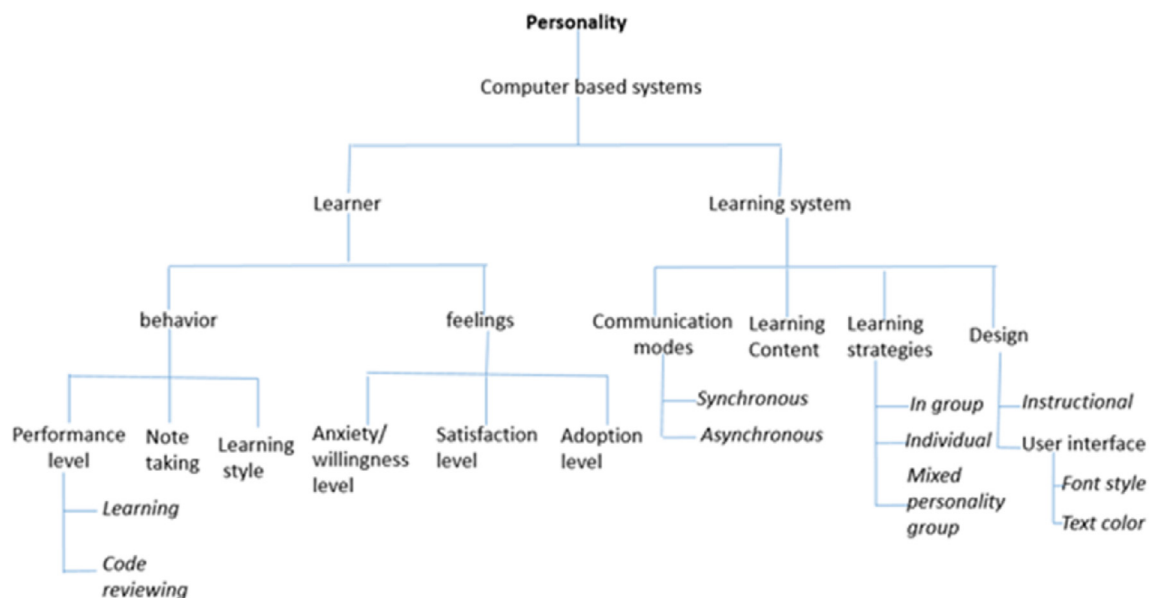 Personality
Computer based systems
Learner
Learning system
behavior
feelings
Communication
modes
Learning
Content
Learning
strategies
Design
Performance
level
Note
taking
Learning
style
Anxiety/
willingness
level
Satisfaction
level
Adoption
level
Synchronous
Asynchronous
In group
Individual
Mixed
personality
group
Instructional
User interface
Font style
Text color
Learning
Code
reviewing